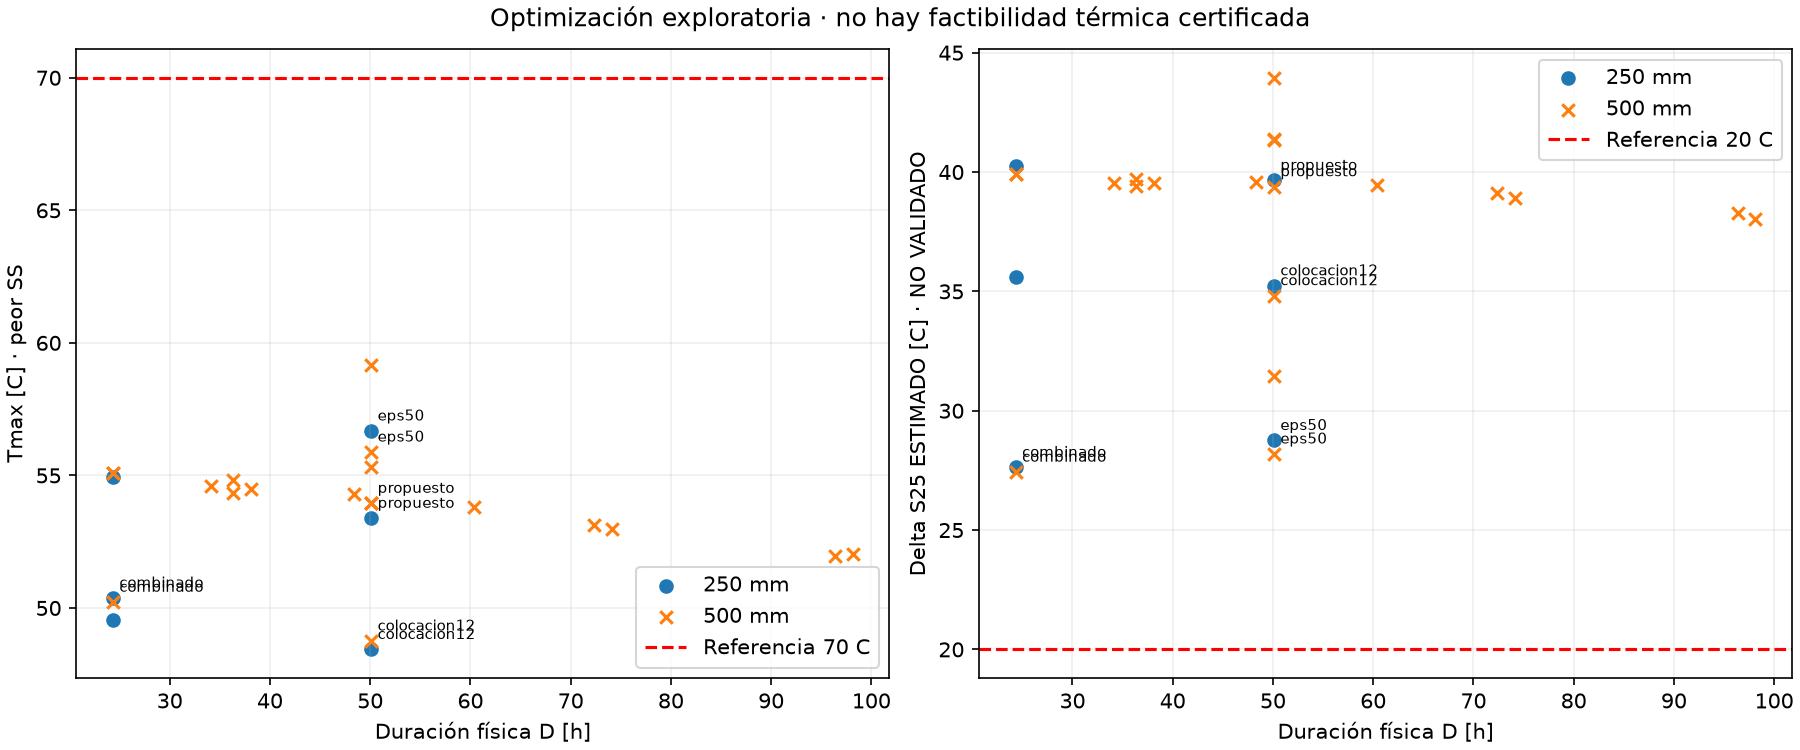 Optimización exploratoria · no hay factibilidad térmica certificada
Tmax [C] · peor SS
70
65
60
55
50
eps50
eps50
propuesto
propuesto
combinado
combinado
colocacion12
colocacion12
250 mm
500 mm
Referencia 70 C
30 40 50 60 70 80 90 100
Duración física D [h]
Delta S25 ESTIMADO [C] · NO VALIDADO
45
40
35
30
25
20
250 mm
500 mm
Referencia 20 C
propuesto
propuesto
colocacion12
colocacion12
eps50
eps50
combinado
combinado
30 40 50 60 70 80 90 100
Duración física D [h]